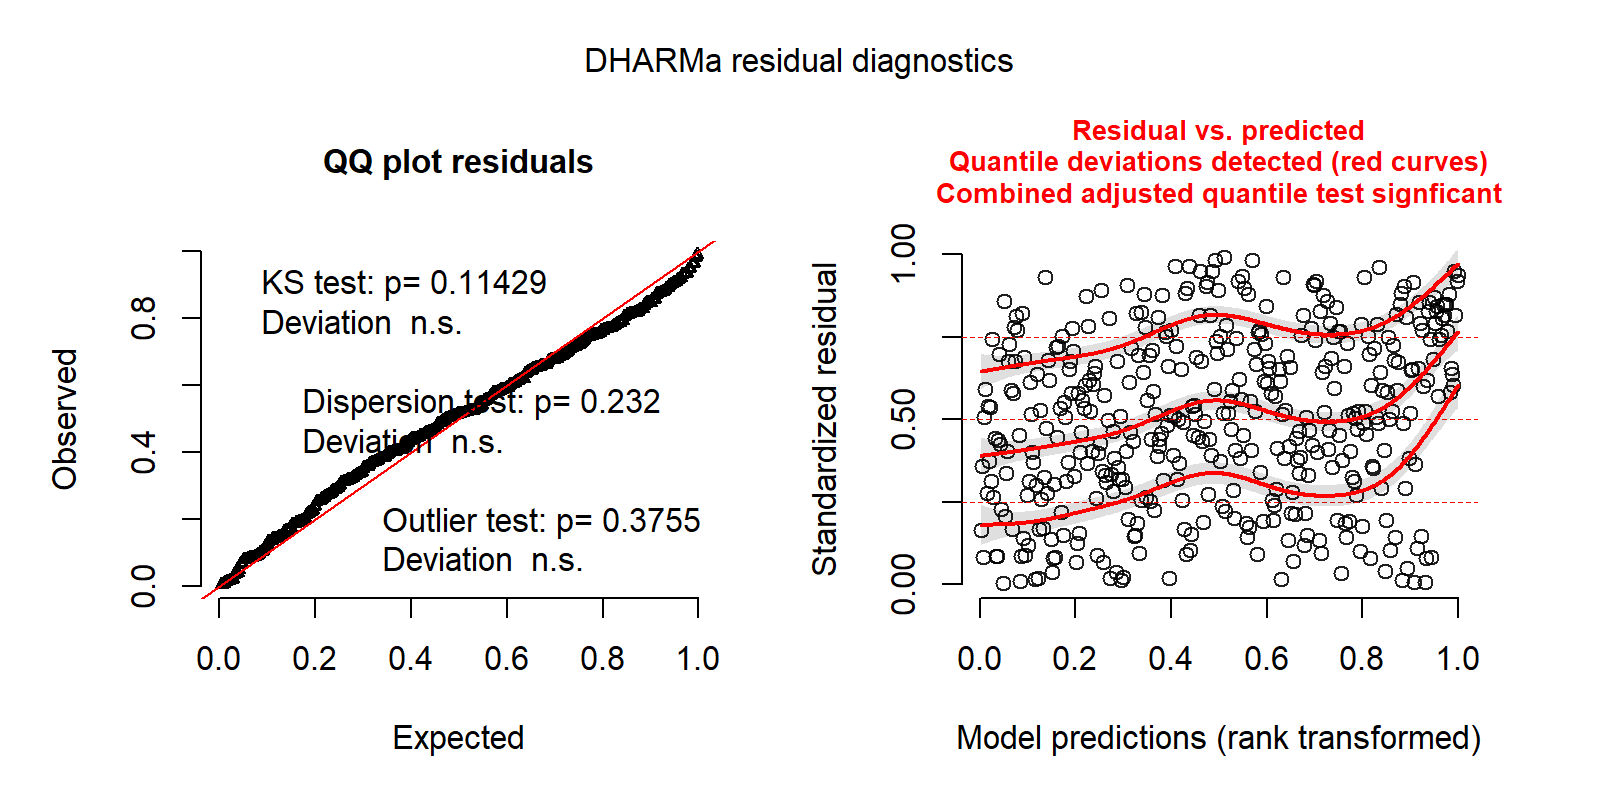 DHARMa residual diagnostics
QQ plot residuals
KS test: p= 0.11429
Deviation  n.s.
Dispersion test: p= 0.232
Deviation  n.s.
Outlier test: p= 0.3755
Deviation  n.s.
Observed
0.0
0.4
0.8
0.0 0.2 0.4 0.6 0.8 1.0
Expected
Residual vs. predicted
Quantile deviations detected (red curves)
Combined adjusted quantile test signficant
Standardized residual
0.00
0.50
1.00
0.0 0.2 0.4 0.6 0.8 1.0
Model predictions (rank transformed)